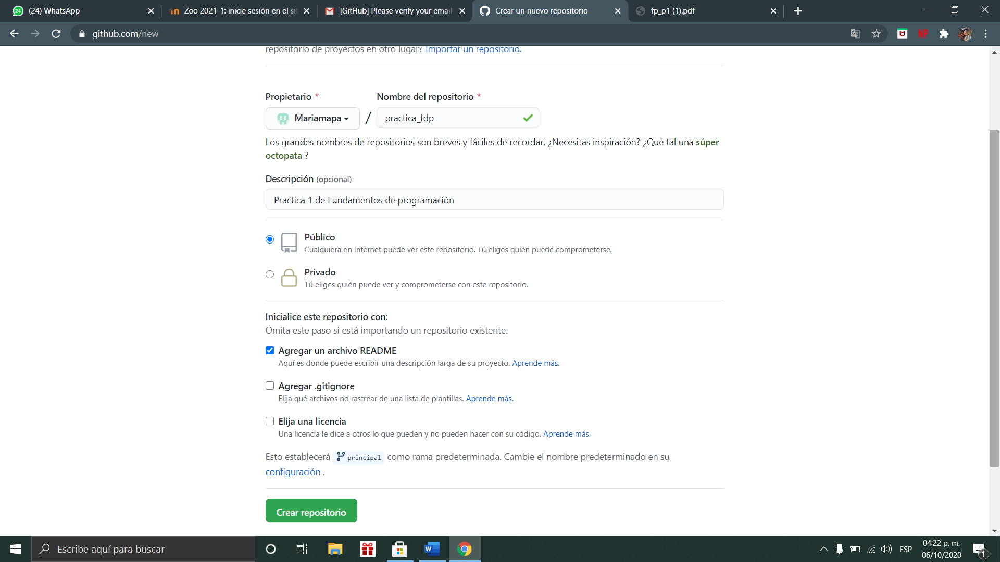 (24) WhatsApp
Zoo 2021-1: inicie sesión en el sit
[GitHub] Please verify your email
Crear un nuevo repositorio
fp_p1 (1).pdf
github.com/new
repositorio de proyectos en otro lugar? Importar un repositorio.
Propietario *
Nombre del repositorio *
Mariamapa
/
practica_fdp
Los grandes nombres de repositorios son breves y fáciles de recordar. ¿Necesitas inspiración? ¿Qué tal una súper
octopata ?
Descripción (opcional)
Practica 1 de Fundamentos de programación
Público
Cualquiera en Internet puede ver este repositorio. Tú eliges quién puede comprometerse.
Privado
Tú eliges quién puede ver y comprometerse con este repositorio.
Inicialice este repositorio con:
Omita este paso si está importando un repositorio existente.
Agregar un archivo README
Aquí es donde puede escribir una descripción larga de su proyecto. Aprende más.
Agregar .gitignore
Elija qué archivos no rastrear de una lista de plantillas. Aprende más.
Elija una licencia
Una licencia le dice a otros lo que pueden y no pueden hacer con su código. Aprende más.
Esto establecerá principal como rama predeterminada. Cambie el nombre predeterminado en su
configuración .
Crear repositorio
Escribe aquí para buscar
ESP
04:22 p. m.
06/10/2020
1